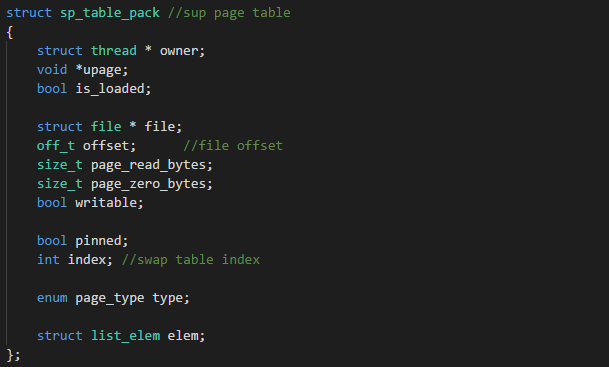 struct sp_table_pack //sup page table
{
struct thread * owner;
void *upage;
bool is_loaded;
struct file * file;
off_t offset; //file offset
size_t page_read_bytes;
size_t page_zero_bytes;
bool writable;
bool pinned;
int index; //swap table index
enum page_type type;
struct list_elem elem;
};